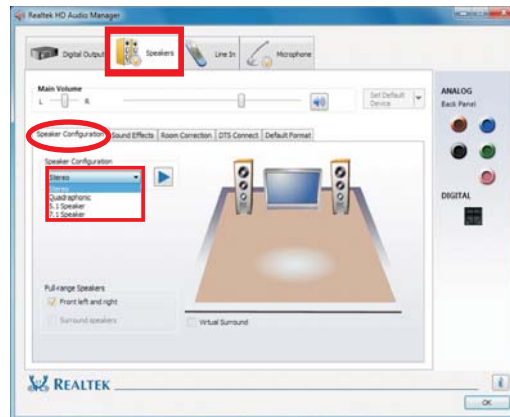 Realtek HD Audio Manager
Digital Output
Speakers
Line In
Microphone
Main Volume
L
R
Set Default
Device
ANALOG
Back Panel
Speaker Configuration
Sound Effects
Room Correction
DTS Connect
Default Format
Speaker Configuration
Stereo
Stereo
Quadraphonic
5.1 Speaker
7.1 Speaker
DIGITAL
Full-range Speakers
Front left and right
Surround speakers
Virtual Surround
REALTEK
i
OK